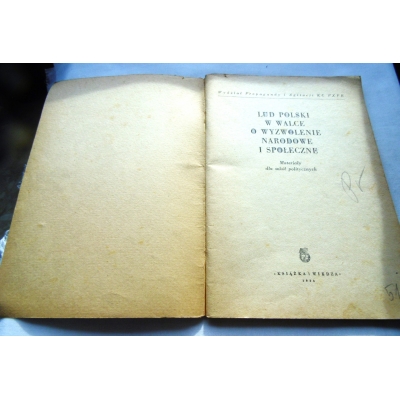 Wydział Propagandy i Agitacji KC PZPR
LUD POLSKI
W WALCE
O WYZWOLENIE
NARODOWE
I SPOŁECZNE
Materiały
dla szkół politycznych
„KSIĄŻKA I WIEDZA”